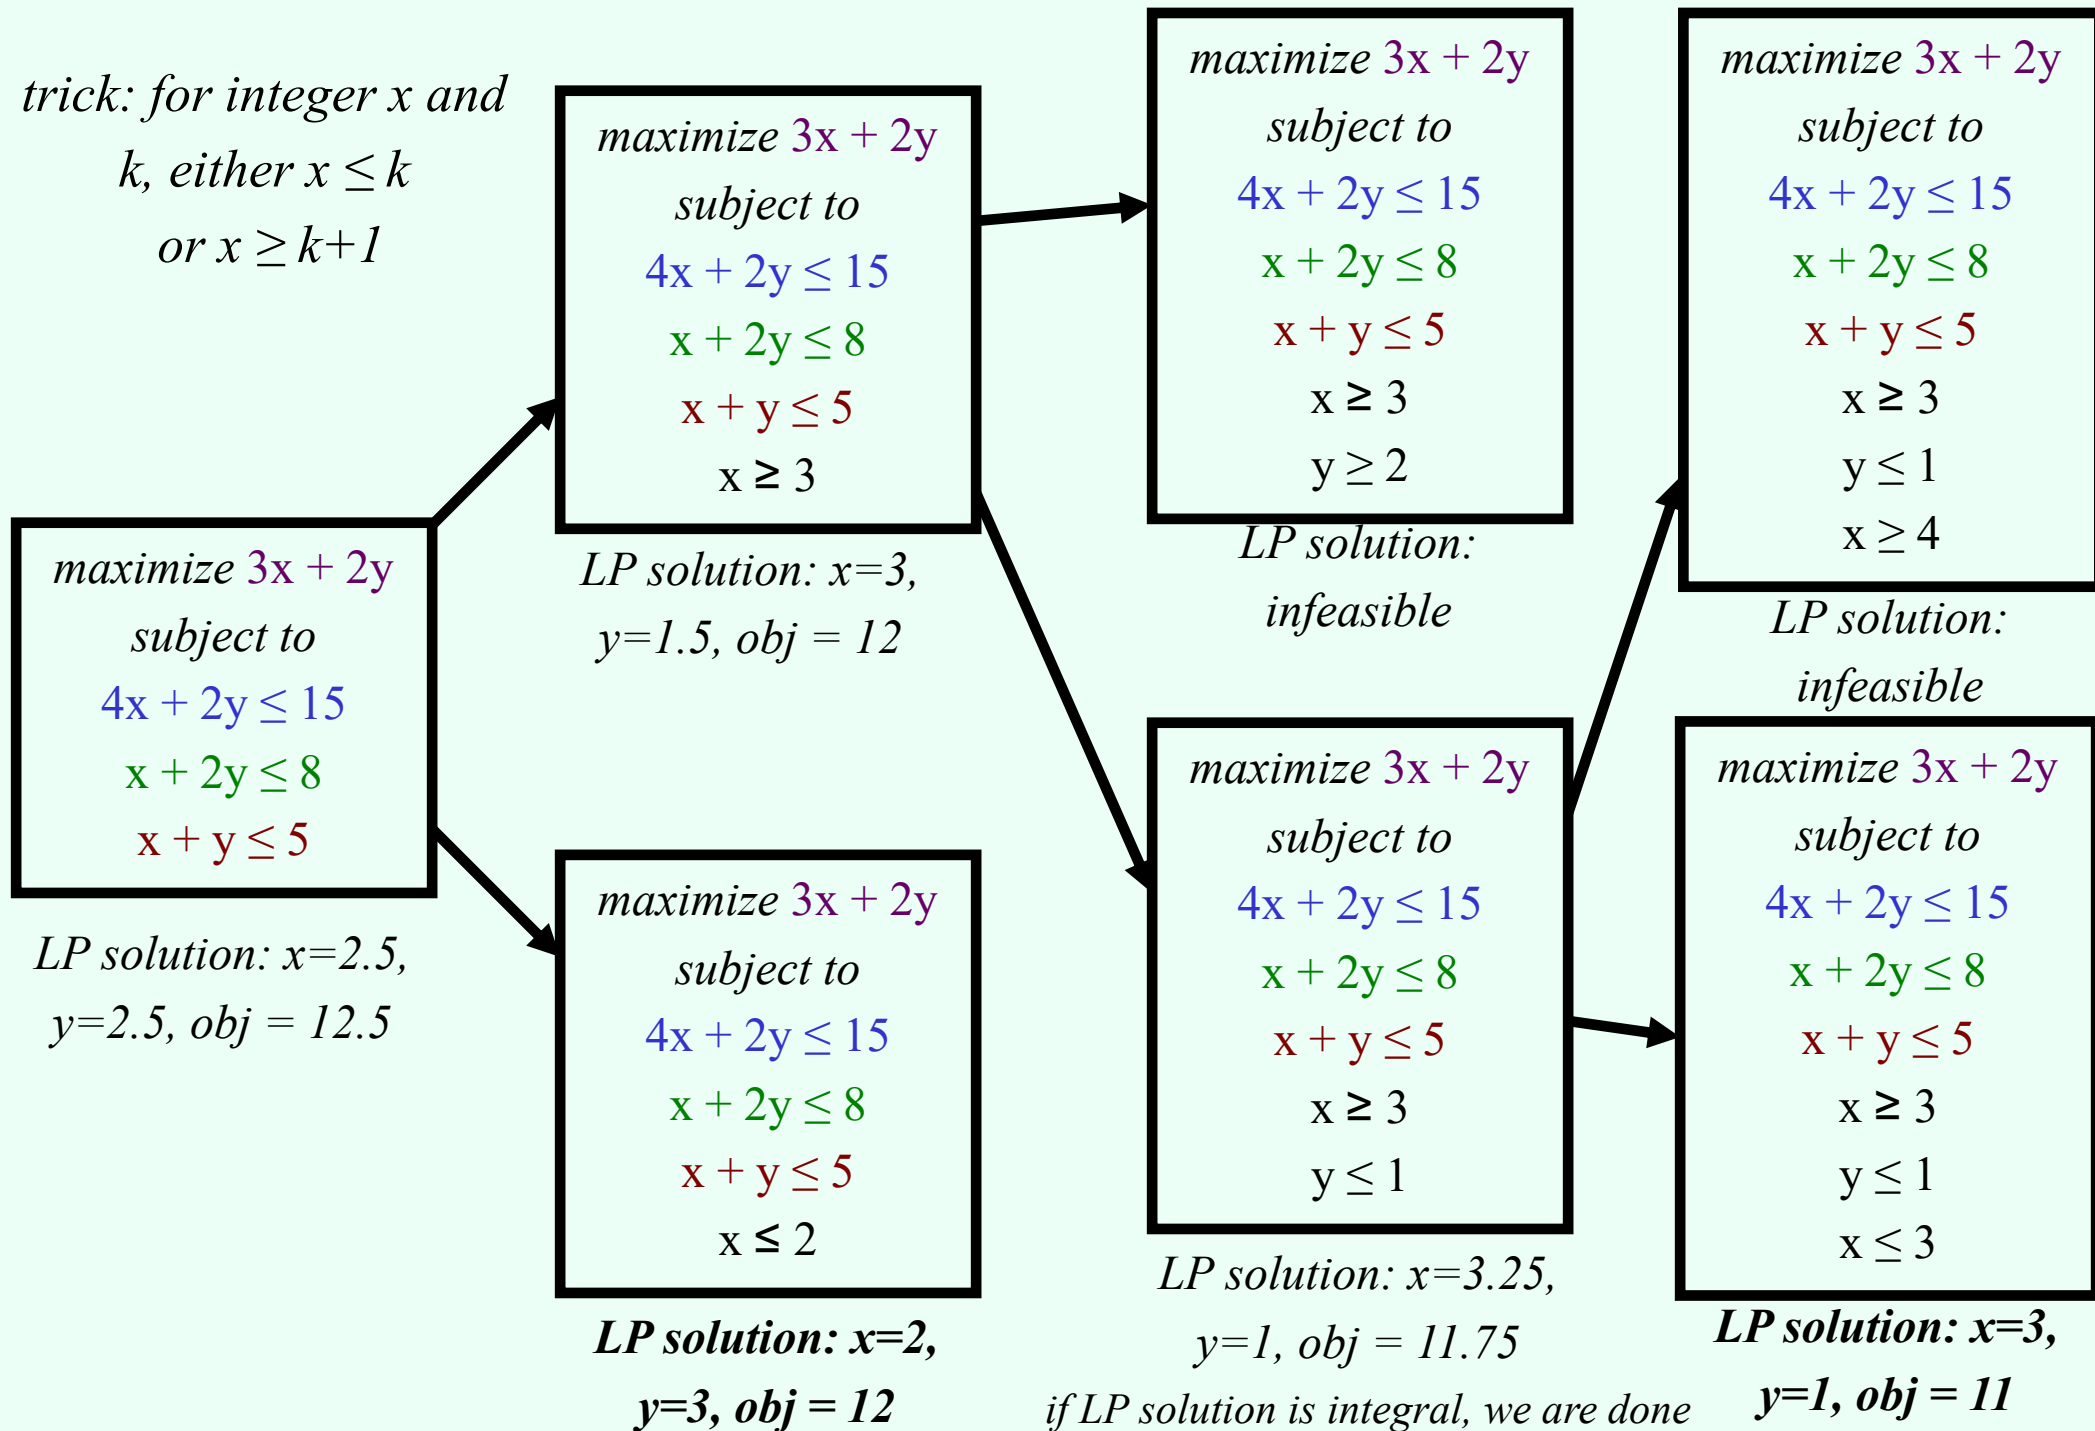 trick: for integer x and
k, either x ≤ k
or x ≥ k+1
maximize 3x + 2y
subject to
4x + 2y ≤ 15
x + 2y ≤ 8
x + y ≤ 5
LP solution: x=2.5,
y=2.5, obj = 12.5
maximize 3x + 2y
subject to
4x + 2y ≤ 15
x + 2y ≤ 8
x + y ≤ 5
x ≥ 3
LP solution: x=3,
y=1.5, obj = 12
maximize 3x + 2y
subject to
4x + 2y ≤ 15
x + 2y ≤ 8
x + y ≤ 5
x ≤ 2
LP solution: x=2,
y=3, obj = 12
maximize 3x + 2y
subject to
4x + 2y ≤ 15
x + 2y ≤ 8
x + y ≤ 5
x ≥ 3
y ≥ 2
LP solution:
infeasible
maximize 3x + 2y
subject to
4x + 2y ≤ 15
x + 2y ≤ 8
x + y ≤ 5
x ≥ 3
y ≤ 1
LP solution: x=3.25,
y=1, obj = 11.75
if LP solution is integral, we are done
maximize 3x + 2y
subject to
4x + 2y ≤ 15
x + 2y ≤ 8
x + y ≤ 5
x ≥ 3
y ≤ 1
x ≥ 4
LP solution:
infeasible
maximize 3x + 2y
subject to
4x + 2y ≤ 15
x + 2y ≤ 8
x + y ≤ 5
x ≥ 3
y ≤ 1
x ≤ 3
LP solution: x=3,
y=1, obj = 11